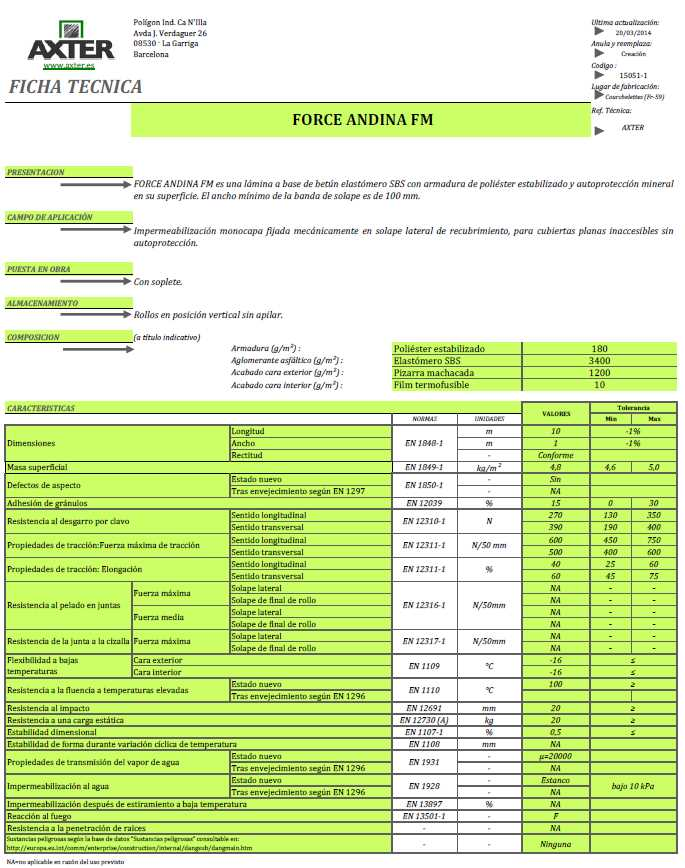 AXTER
www.axter.es
Polígon Ind. Ca N'Illa
Avda J. Verdaguer 26
08530 - La Garriga
Barcelona
Ultima actualización:
20/03/2014
Anula y reemplaza:
Creación
Codigo :
15051-1
Lugar de fabricación:
Courchelettes (Fr-59)
Ref. Técnica:
AXTER
FICHA TECNICA
FORCE ANDINA FM
PRESENTACION
FORCE ANDINA FM es una lámina a base de betún elastómero SBS con armadura de poliéster estabilizado y autoprotección mineral
en su superficie. El ancho mínimo de la banda de solape es de 100 mm.
CAMPO DE APLICACIÓN
Impermeabilización monocapa fijada mecánicamente en solape lateral de recubrimiento, para cubiertas planas inaccesibles sin
autoprotección.
PUESTA EN OBRA
Con soplete.
ALMACENAMIENTO
Rollos en posición vertical sin apilar.
COMPOSICION (a título indicativo)
Armadura (g/m²) : Poliéster estabilizado 180
Aglomerante asfáltico (g/m²) : Elastómero SBS 3400
Acabado cara exterior (g/m²) : Pizarra machacada 1200
Acabado cara interior (g/m²) : Film termofusible 10
CARACTERISTICAS
NORMAS UNIDADES VALORES Tolerancia
Min Max
Dimensiones EN 1848-1
Longitud m 10 -1%
Ancho m 1 -1%
Rectitud - Conforme
Masa superficial EN 1849-1 kg/m² 4,8 4,6 5,0
Defectos de aspecto EN 1850-1
Estado nuevo - Sin
Tras envejecimiento según EN 1297 - NA
Adhesión de gránulos EN 12039 % 15 0 30
Resistencia al desgarro por clavo EN 12310-1 N
Sentido longitudinal 270 130 350
Sentido transversal 390 190 400
Propiedades de tracción:Fuerza máxima de tracción EN 12311-1 N/50 mm
Sentido longitudinal 600 450 750
Sentido transversal 500 400 600
Propiedades de tracción: Elongación EN 12311-1 %
Sentido longitudinal 40 25 60
Sentido transversal 60 45 75
Resistencia al pelado en juntas EN 12316-1 N/50mm
Fuerza máxima
Solape lateral NA - -
Solape de final de rollo NA - -
Fuerza media
Solape lateral NA - -
Solape de final de rollo NA - -
Resistencia de la junta a la cizalla Fuerza máxima EN 12317-1 N/50mm
Solape lateral NA - -
Solape de final de rollo NA - -
Flexibilidad a bajas
temperaturas EN 1109 °C
Cara exterior -16 ≤
Cara interior -16 ≤
Resistencia a la fluencia a temperaturas elevadas EN 1110 °C
Estado nuevo 100 ≥
Tras envejecimiento según EN 1296
Resistencia al impacto EN 12691 mm 20 ≥
Resistencia a una carga estática EN 12730 (A) kg 20 ≥
Estabilidad dimensional EN 1107-1 % 0,5 ≤
Estabilidad de forma durante variación cíclica de temperatura EN 1108 mm NA
Propiedades de transmisión del vapor de agua EN 1931
Estado nuevo - μ=20000
Tras envejecimiento según EN 1296 - NA
Impermeabilización al agua EN 1928 bajo 10 kPa
Estado nuevo - Estanco
Tras envejecimiento según EN 1296 - NA
Impermeabilización después de estiramiento a baja temperatura EN 13897 % NA
Reacción al fuego EN 13501-1 - F
Resistencia a la penetración de raíces - - NA
Sustancias peligrosas según la base de datos "Sustancias peligrosas" consultable en:
http://europa.eu.int/comm/enterprise/construction/internal/dangsub/dangmain.htm - - Ninguna
NA=no aplicable en razón del uso previsto